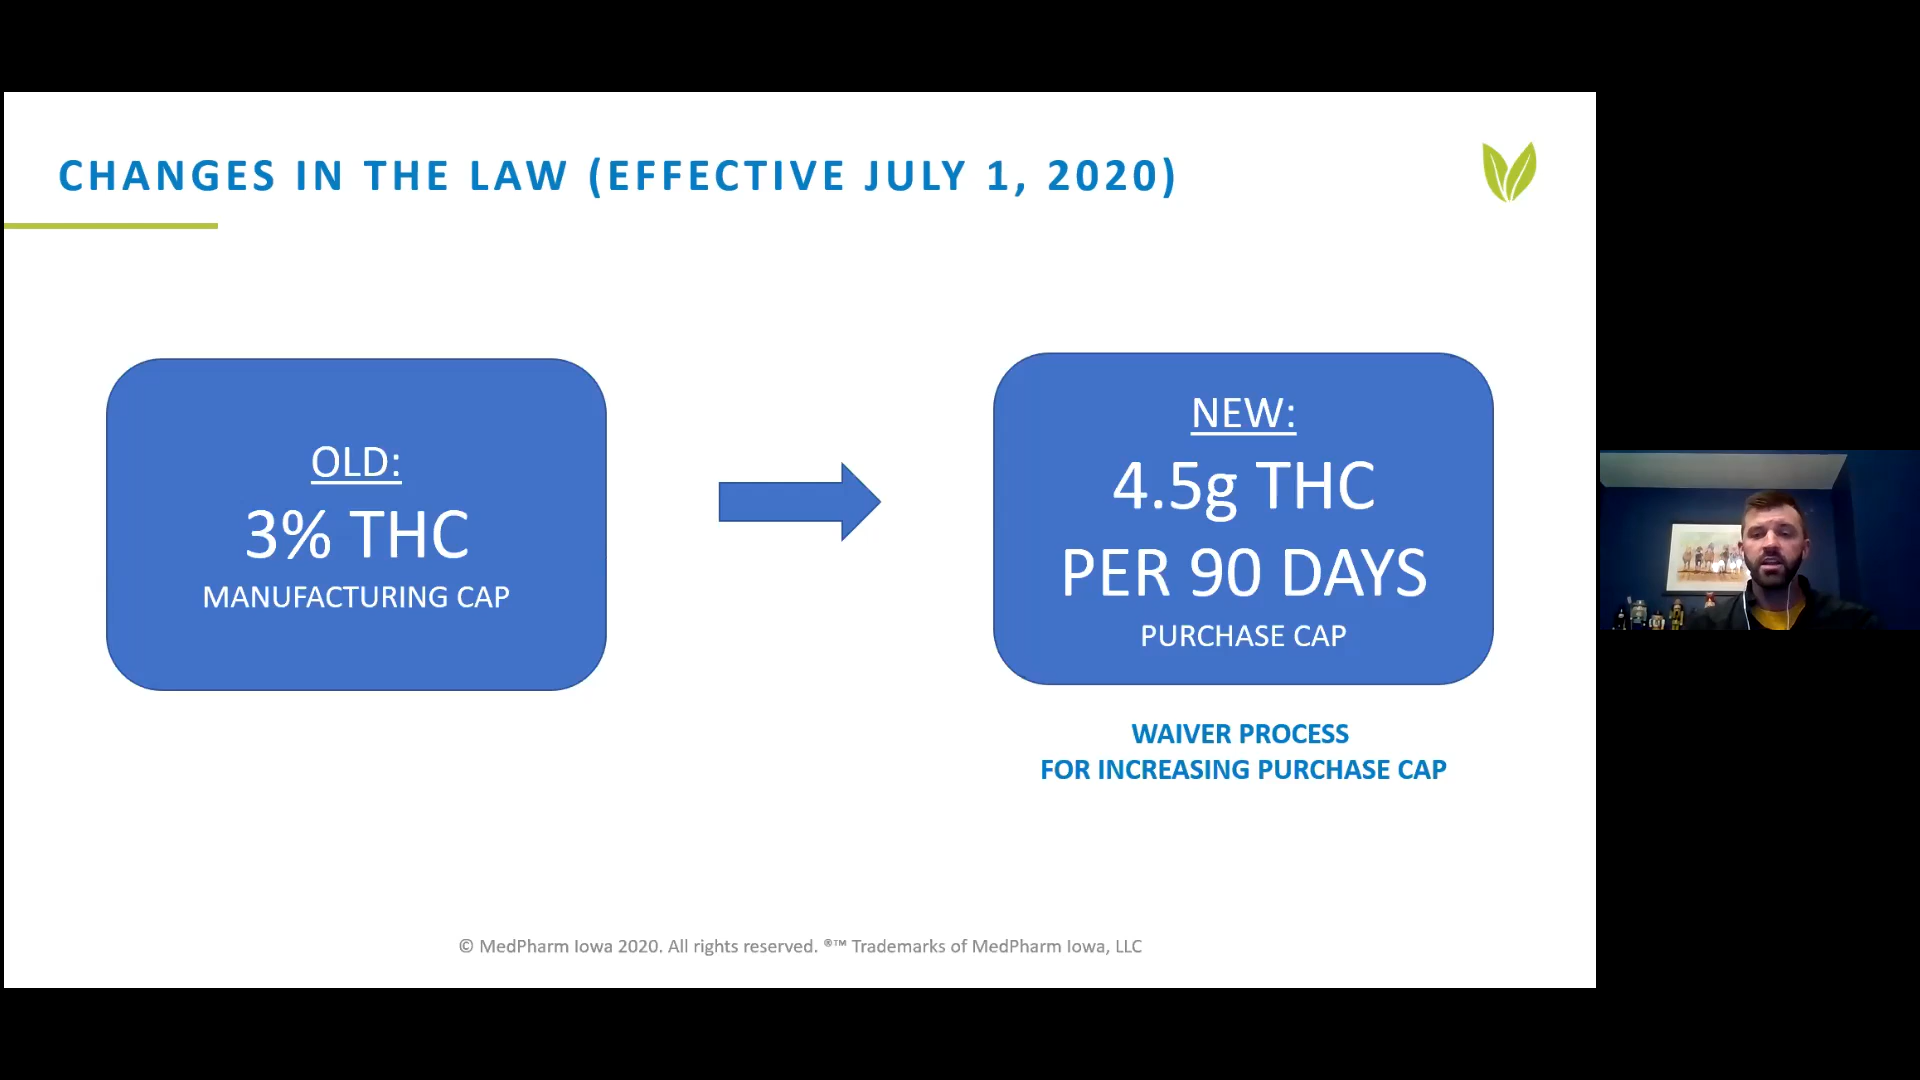 CHANGES IN THE LAW (EFFECTIVE JULY 1, 2020)
OLD:
3% THC
MANUFACTURING CAP
NEW:
4.5g THC
PER 90 DAYS
PURCHASE CAP
WAIVER PROCESS
FOR INCREASING PURCHASE CAP
© MedPharm Iowa 2020. All rights reserved. ®™ Trademarks of MedPharm Iowa, LLC